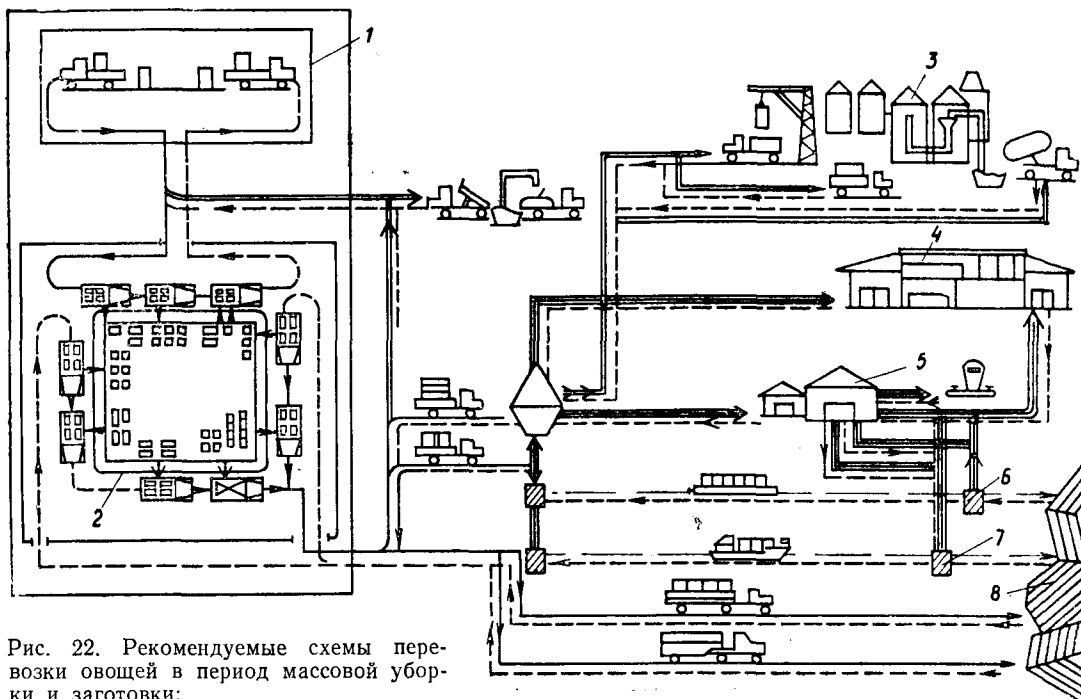 1
3
4
5
2
6
7
8
Рис. 22. Рекомендуемые схемы пере-
возки овощей в период массовой убор-
ки и заготовки: